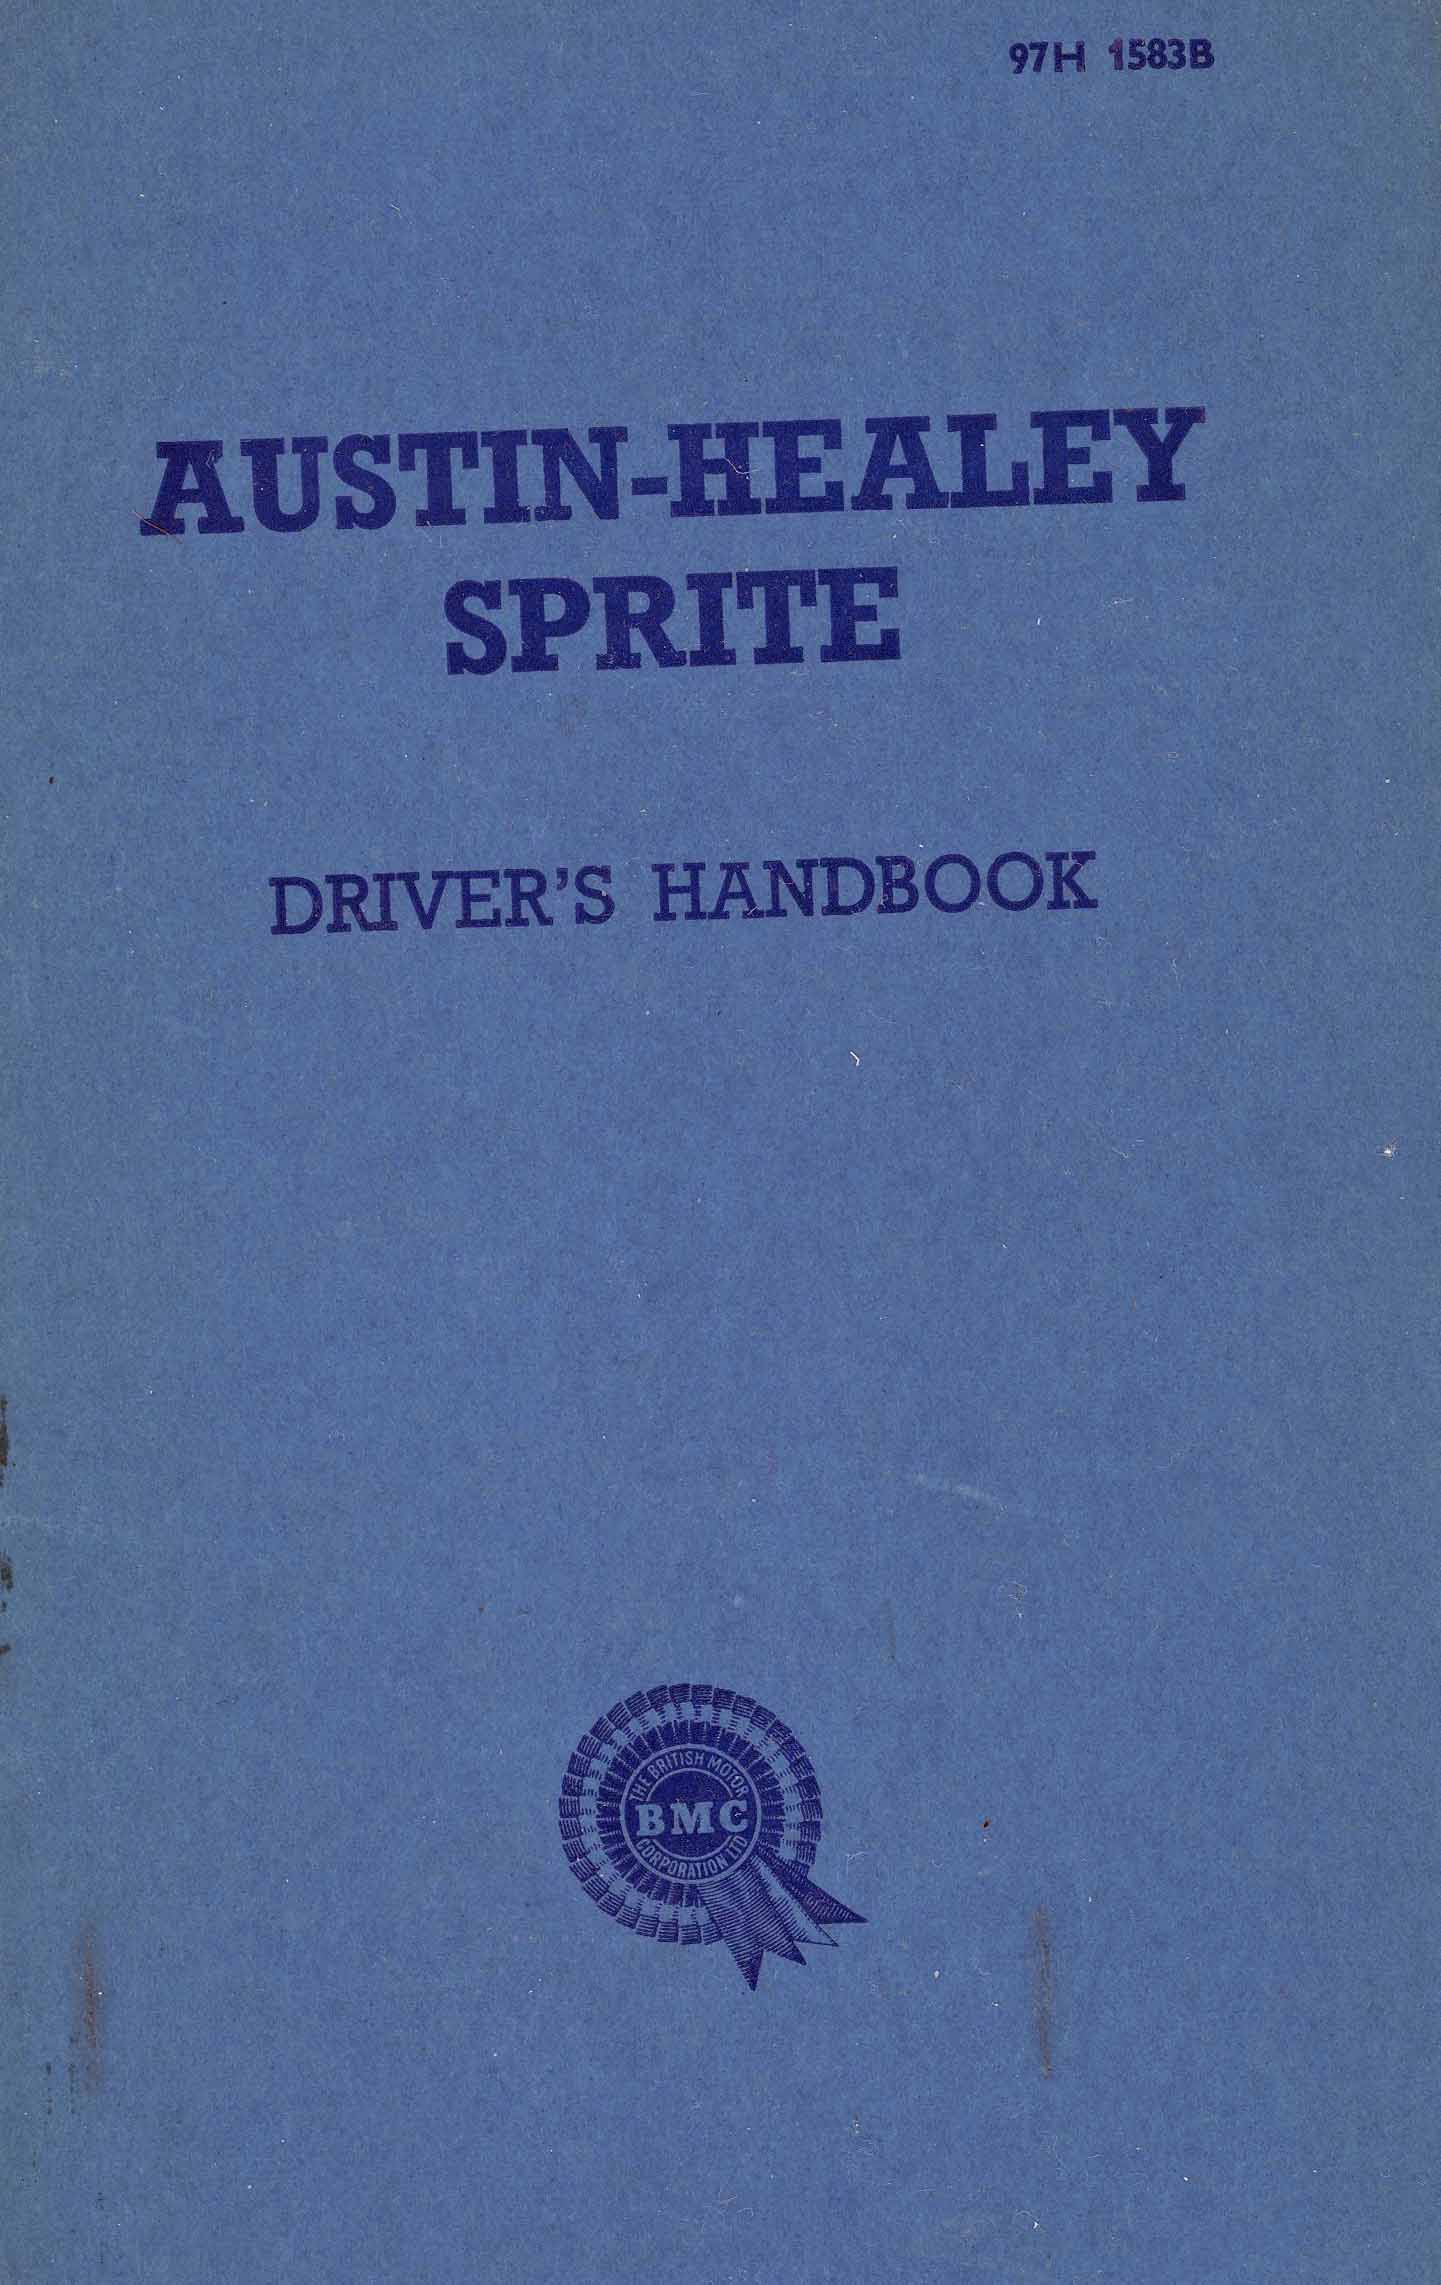 97H 1583B
AUSTIN-HEALEY
SPRITE
DRIVER'S HANDBOOK
THE BRITISH MOTOR
BMC
CORPORATION LTD